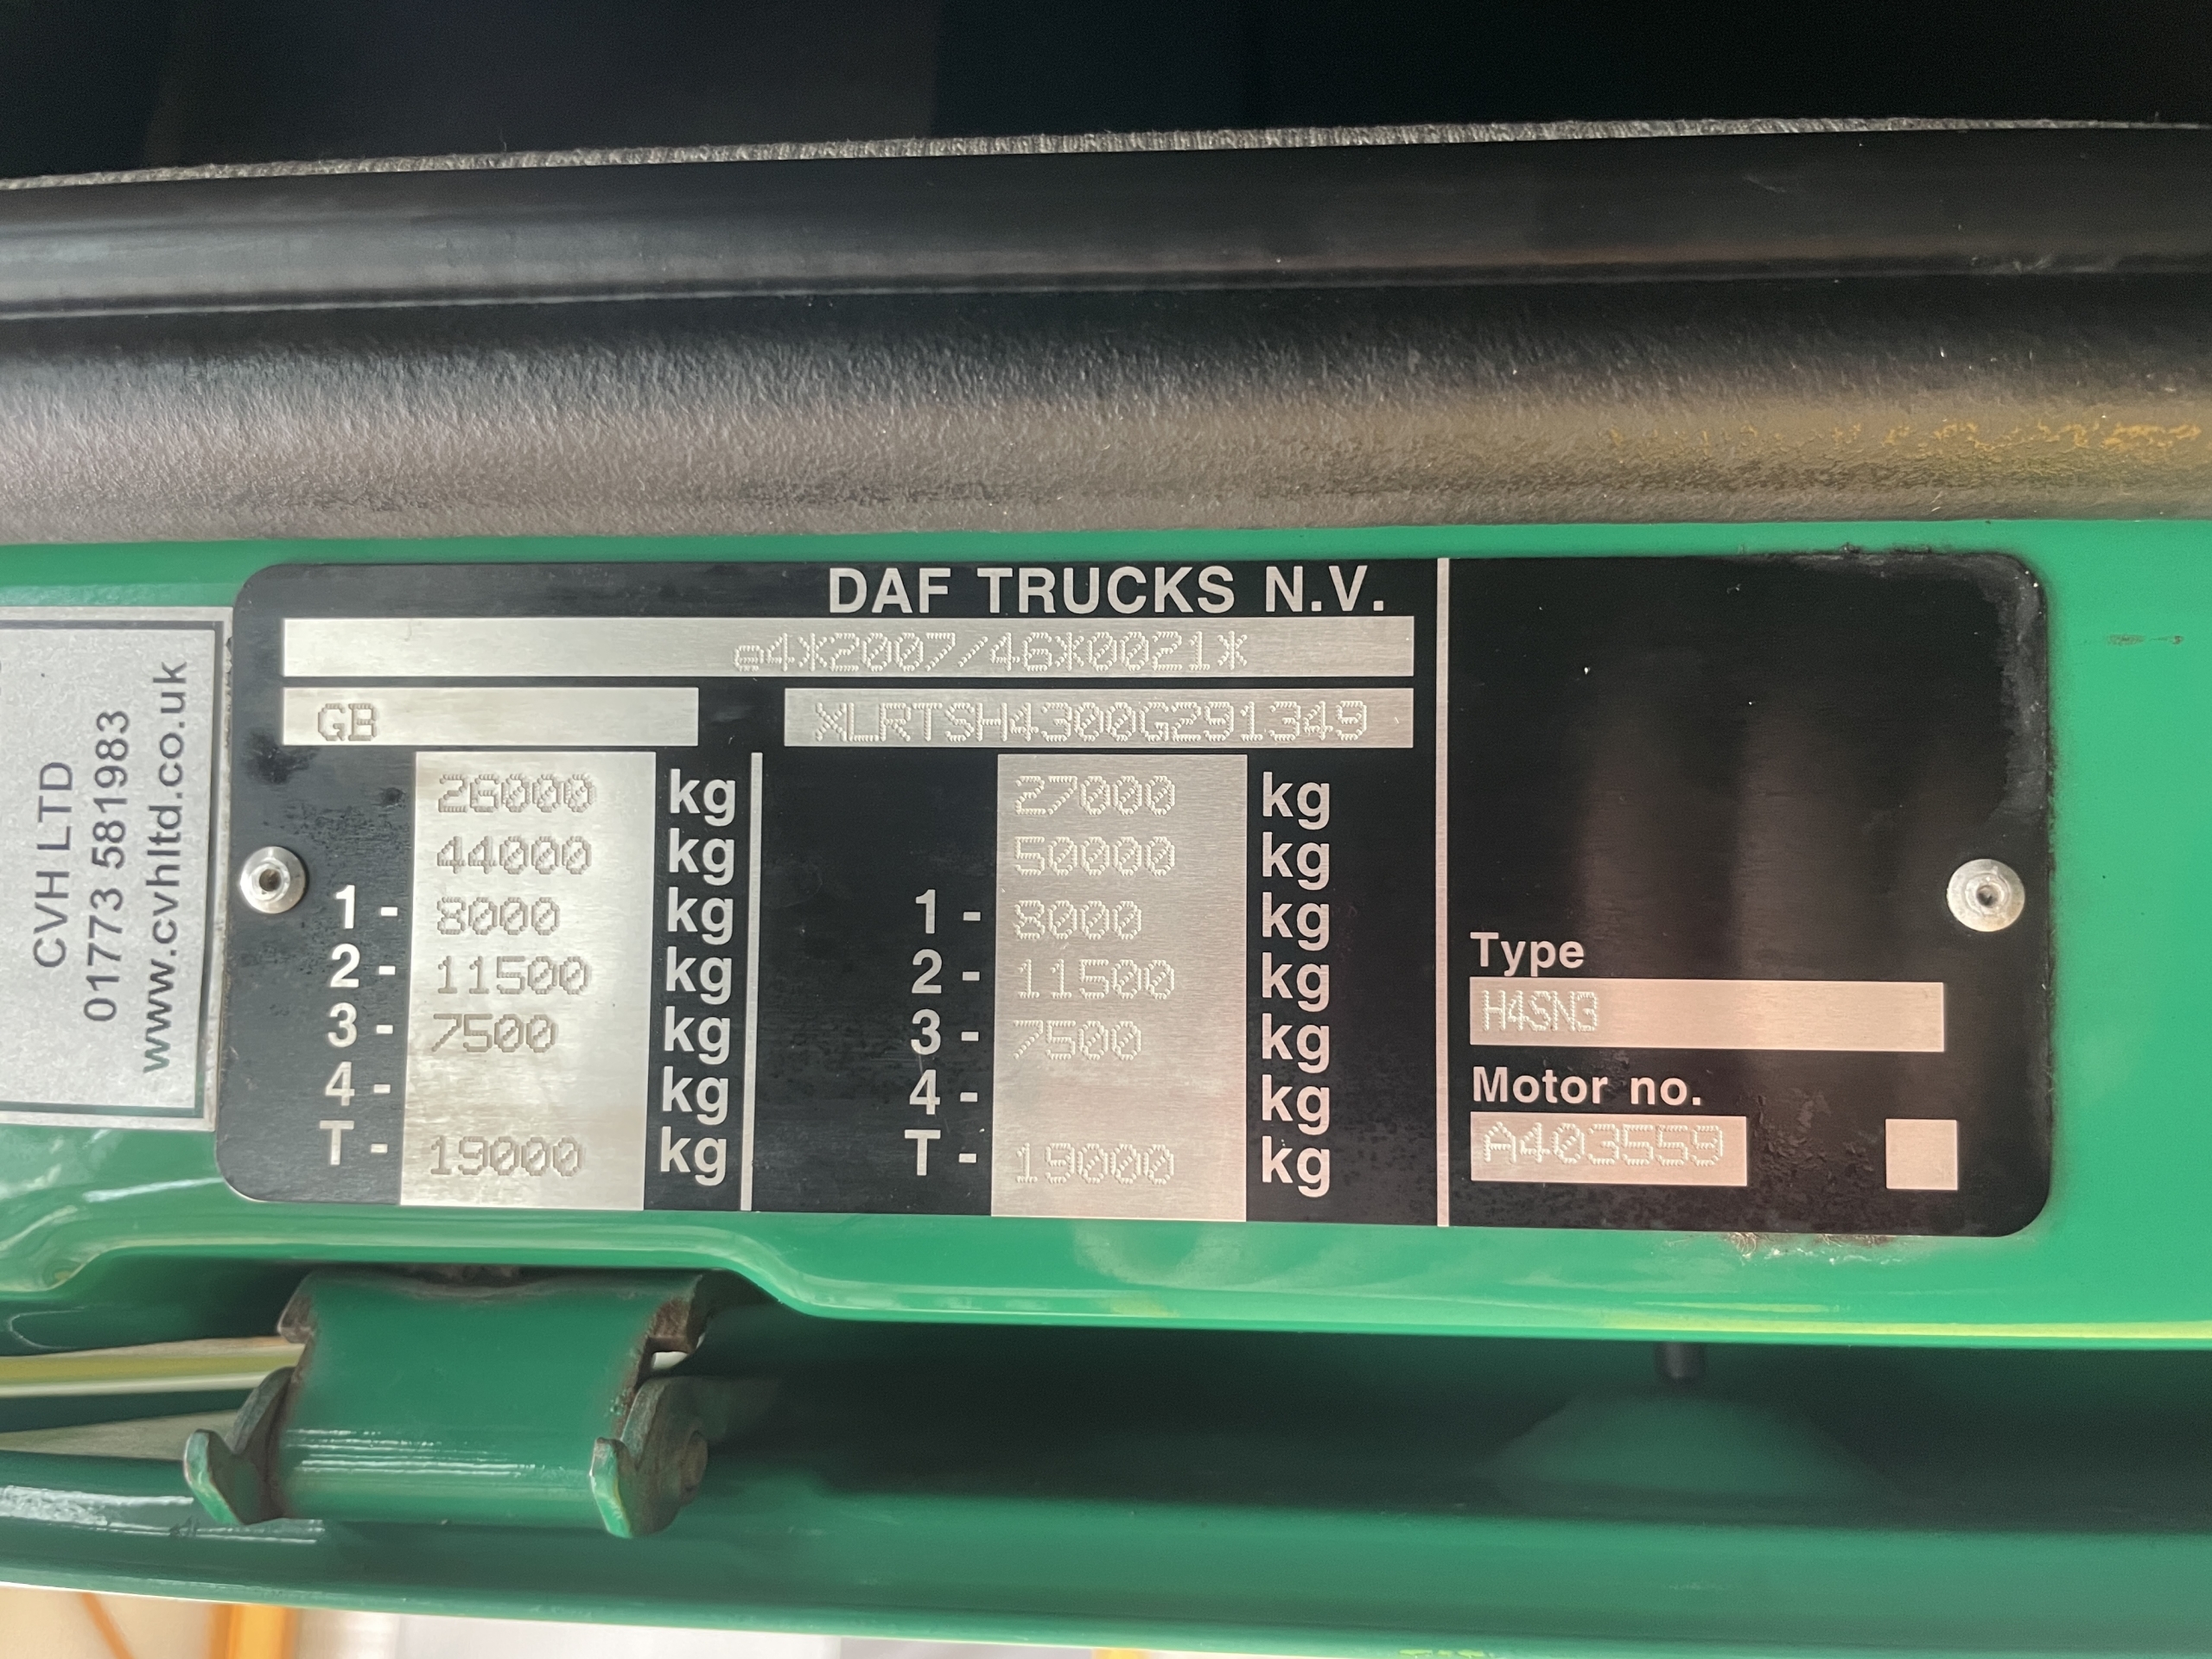 DAF TRUCKS N.V.
e4*2007/46*0021*
GB XLRTSH4300G291349
26000 kg 27000 kg
44000 kg 50000 kg
1 - 8000 kg 1 - 8000 kg
2 - 11500 kg 2 - 11500 kg
3 - 7500 kg 3 - 7500 kg
4 - kg 4 - kg
T - 19000 kg T - 19000 kg
Type
H4SN3
Motor no.
A403559
CVH LTD
01773 581983
www.cvhltd.co.uk